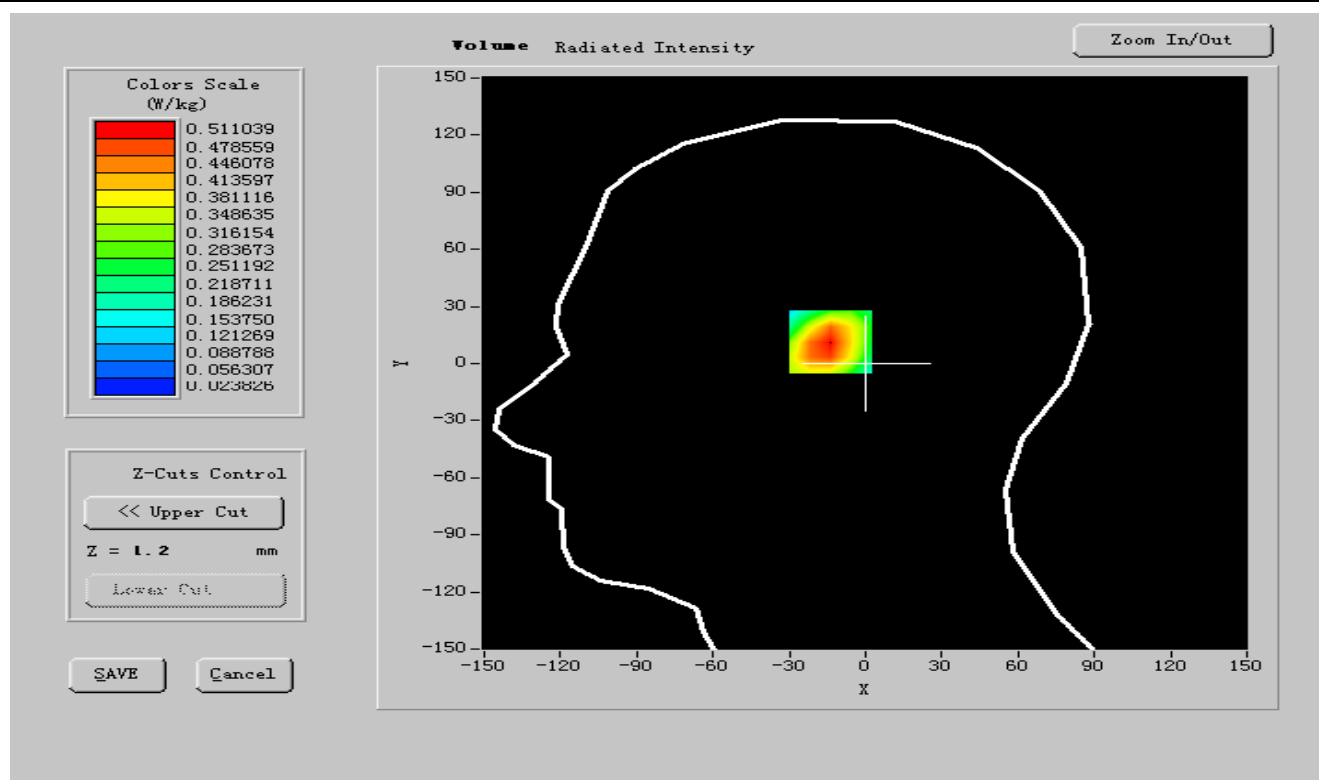 Volume Radiated Intensity
Zoom In/Out
Colors Scale
(W/kg)
0.511039
0.478559
0.446078
0.413597
0.381116
0.348635
0.316154
0.283673
0.251192
0.218711
0.186231
0.153750
0.121269
0.088788
0.056307
0.023826
Z-Cuts Control
<< Upper Cut
Z = 1.2 mm
Lower Cut
SAVE
Cancel
150
120
90
60
30
0
-30
-60
-90
-120
-150
Y
-150 -120 -90 -60 -30 0 30 60 90 120 150
X